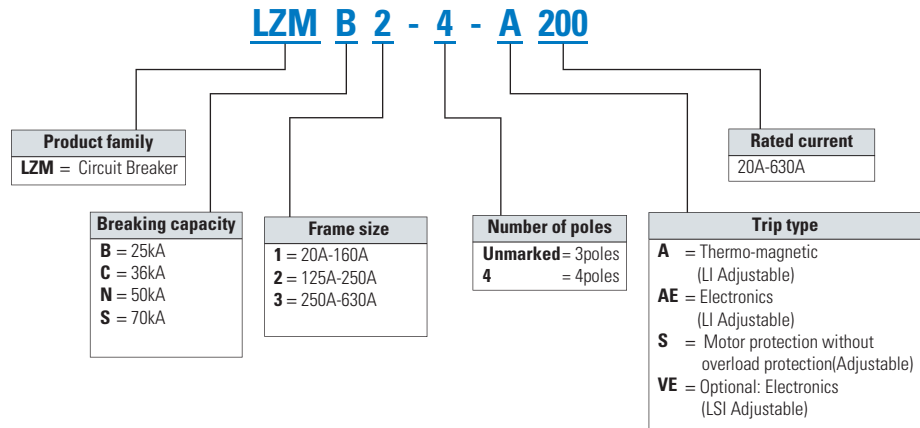 LZM B 2 - 4 - A 200
Product family
LZM = Circuit Breaker
Breaking capacity
B = 25kA
C = 36kA
N = 50kA
S = 70kA
Frame size
1 = 20A-160A
2 = 125A-250A
3 = 250A-630A
Number of poles
Unmarked = 3poles
4 = 4poles
Rated current
20A-630A
Trip type
A = Thermo-magnetic
(LI Adjustable)
AE = Electronics
(LI Adjustable)
S = Motor protection without
overload protection(Adjustable)
VE = Optional: Electronics
(LSI Adjustable)